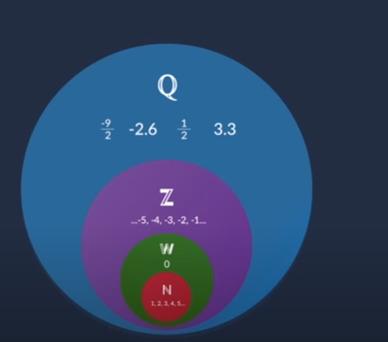 ℚ
-9/2 -2.6 1/2 3.3
ℤ
...-5, -4, -3, -2, -1...
W
0
N
1, 2, 3, 4, 5...